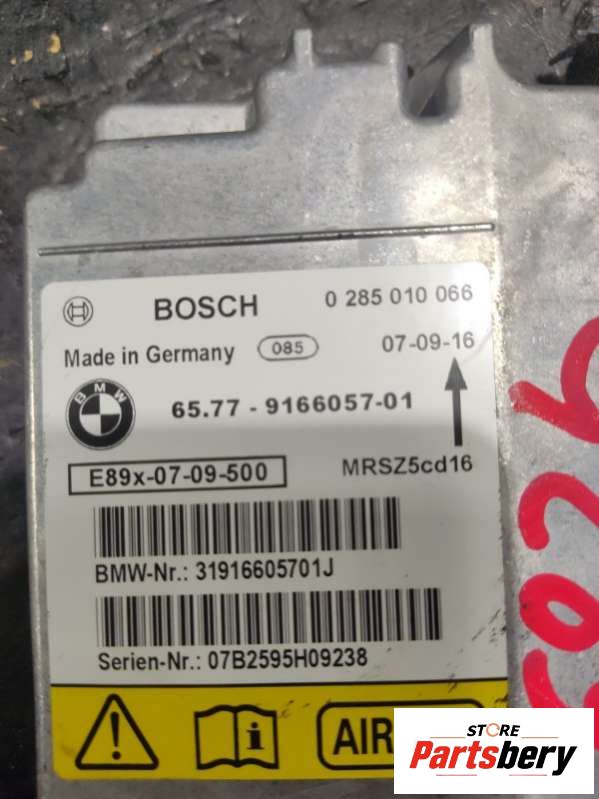 BOSCH 0 285 010 066
Made in Germany 085 07-09-16
BMW
65.77 - 9166057-01
E89x-07-09-500 MRSZ5cd16
BMW-Nr.: 31916605701J
Serien-Nr.: 07B2595H09238
i AIR
STORE
Partsbery